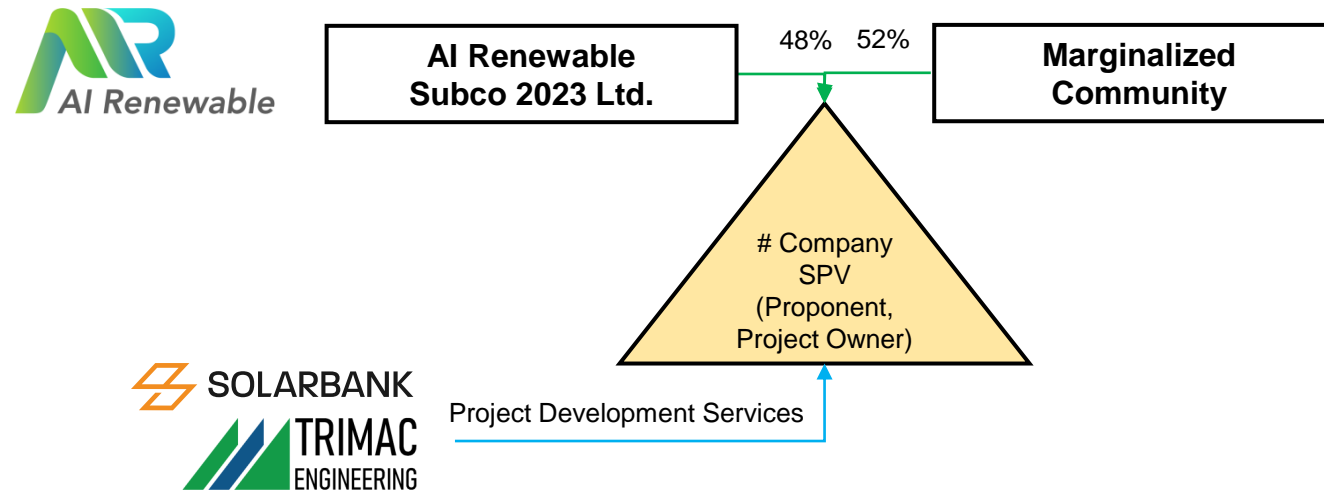 AI Renewable
AI Renewable
Subco 2023 Ltd.
48% 52%
Marginalized
Community
# Company
SPV
(Proponent,
Project Owner)
SOLARBANK
TRIMAC
ENGINEERING
Project Development Services